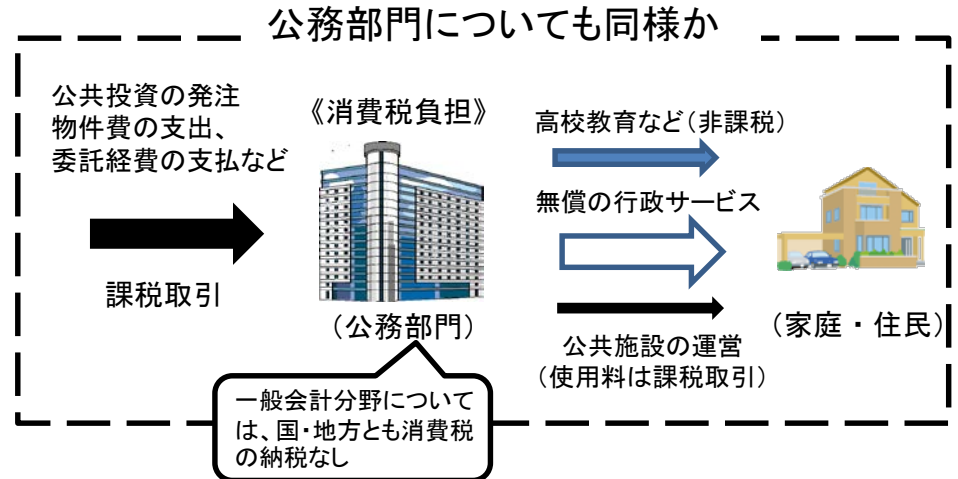 公務部門についても同様か
公共投資の発注
物件費の支出、
委託経費の支払など
課税取引
《消費税負担》
(公務部門)
一般会計分野について
は、国・地方とも消費税
の納税なし
高校教育など(非課税)
無償の行政サービス
公共施設の運営
(使用料は課税取引)
(家庭・住民)